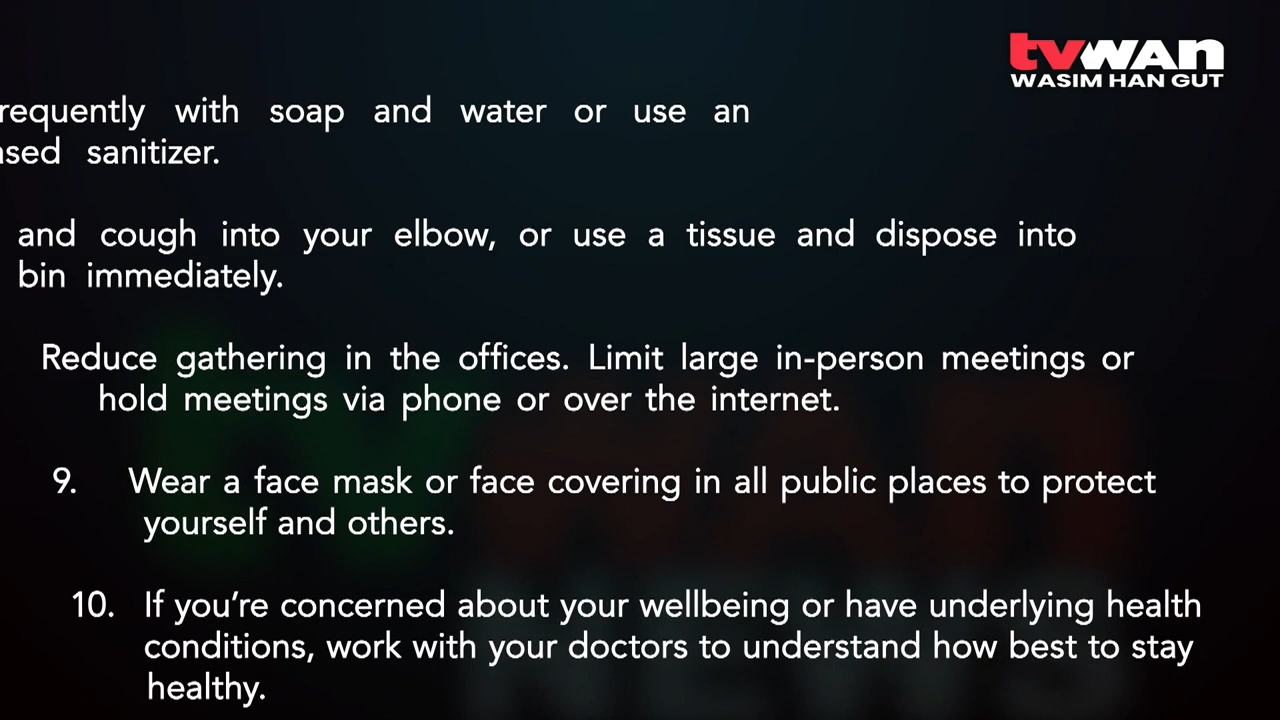 tvwan
WASIM HAN GUT
with soap and water or use an
sanitizer.
and cough into your elbow, or use a tissue and dispose into
bin immediately.
Reduce gathering in the offices. Limit large in-person meetings or
hold meetings via phone or over the internet.
9. Wear a face mask or face covering in all public places to protect
yourself and others.
10. If you’re concerned about your wellbeing or have underlying health
conditions, work with your doctors to understand how best to stay
healthy.